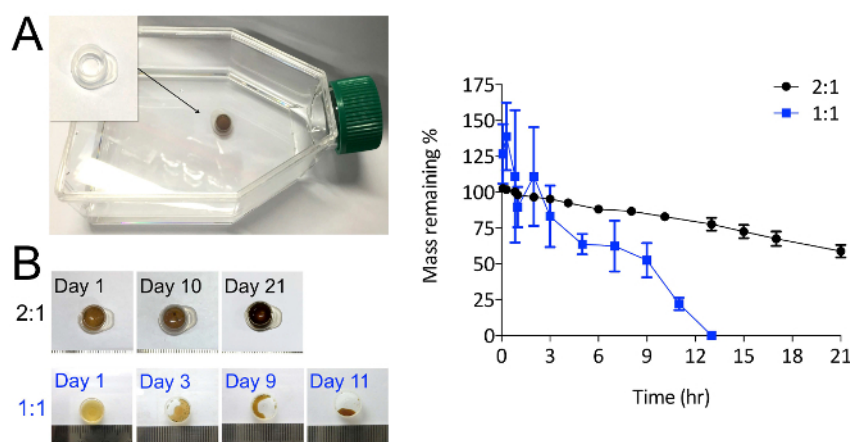 A
B
Day 1
Day 10
Day 21
2:1
Day 1
Day 3
Day 9
Day 11
1:1
Mass remaining %
175
150
125
100
75
50
25
0
0
3
6
9
12
15
18
21
Time (hr)
2:1
1:1